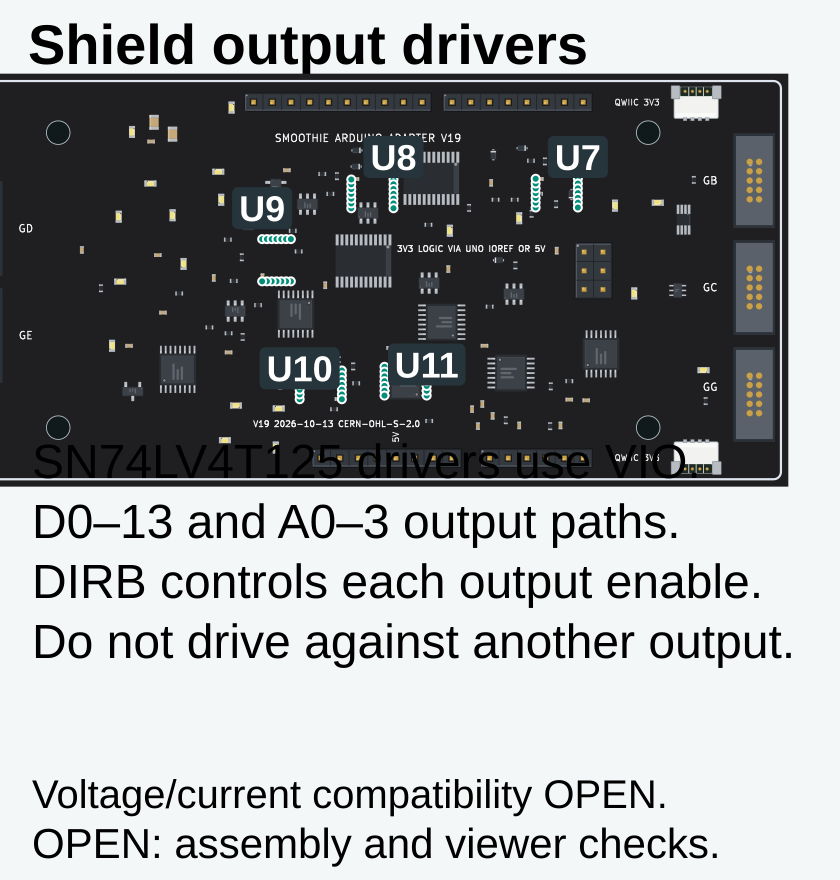 Shield output drivers
QWIIC 3V3
SMOOTHIE ARDUINO ADAPTER V19
U8
U7
GB
U9
GD
3V3 LOGIC VIA UNO IOREF OR 5V
GC
GE
U10
U11
GG
V19 2026-10-13 CERN-OHL-S-2.0
5V
QWIIC 3V3
SN74LV4T125 drivers use VIO.
D0–13 and A0–3 output paths.
DIRB controls each output enable.
Do not drive against another output.
Voltage/current compatibility OPEN.
OPEN: assembly and viewer checks.